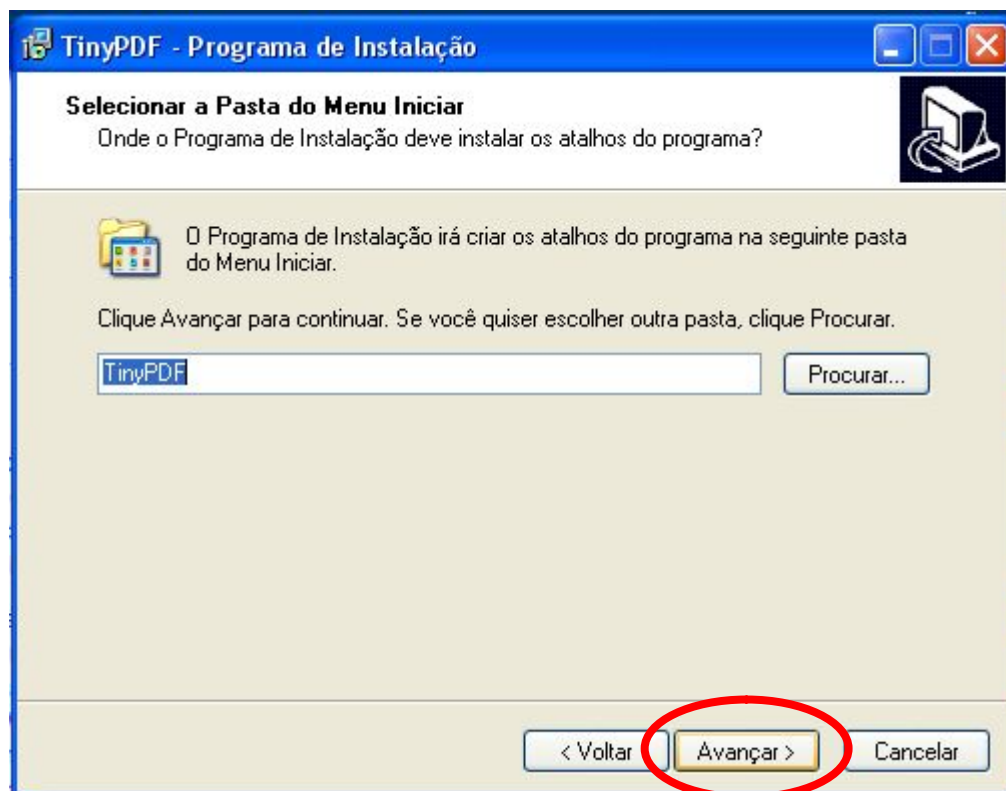 TinyPDF - Programa de Instalação
Selecionar a Pasta do Menu Iniciar
Onde o Programa de Instalação deve instalar os atalhos do programa?
O Programa de Instalação irá criar os atalhos do programa na seguinte pasta
do Menu Iniciar.
Clique Avançar para continuar. Se você quiser escolher outra pasta, clique Procurar.
TinyPDF
Procurar...
< Voltar
Avançar >
Cancelar